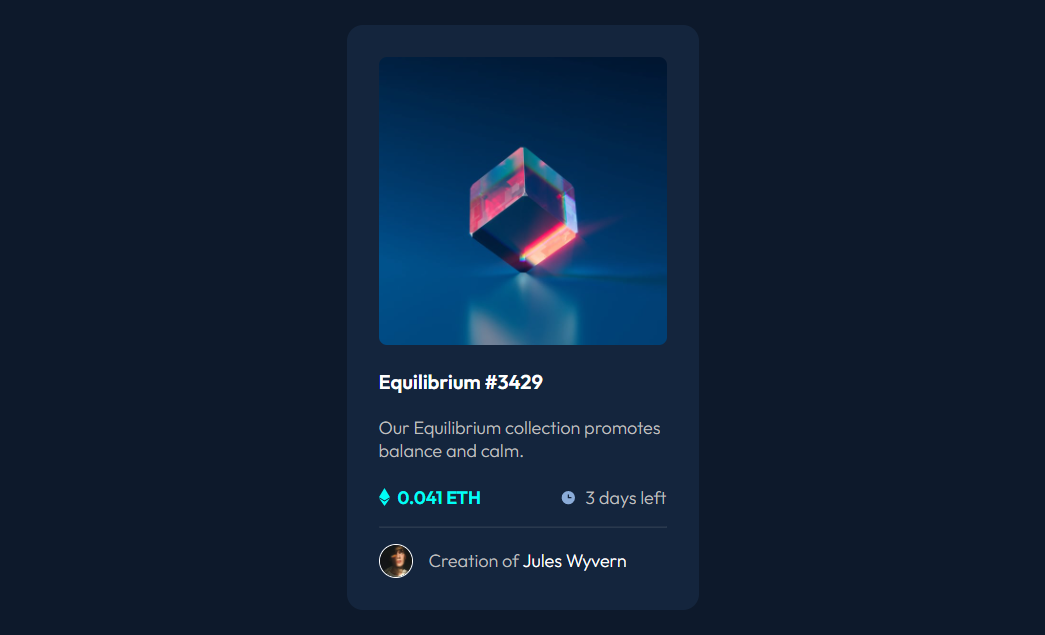 Equilibrium #3429
Our Equilibrium collection promotes
balance and calm.
0.041 ETH
3 days left
Creation of Jules Wyvern